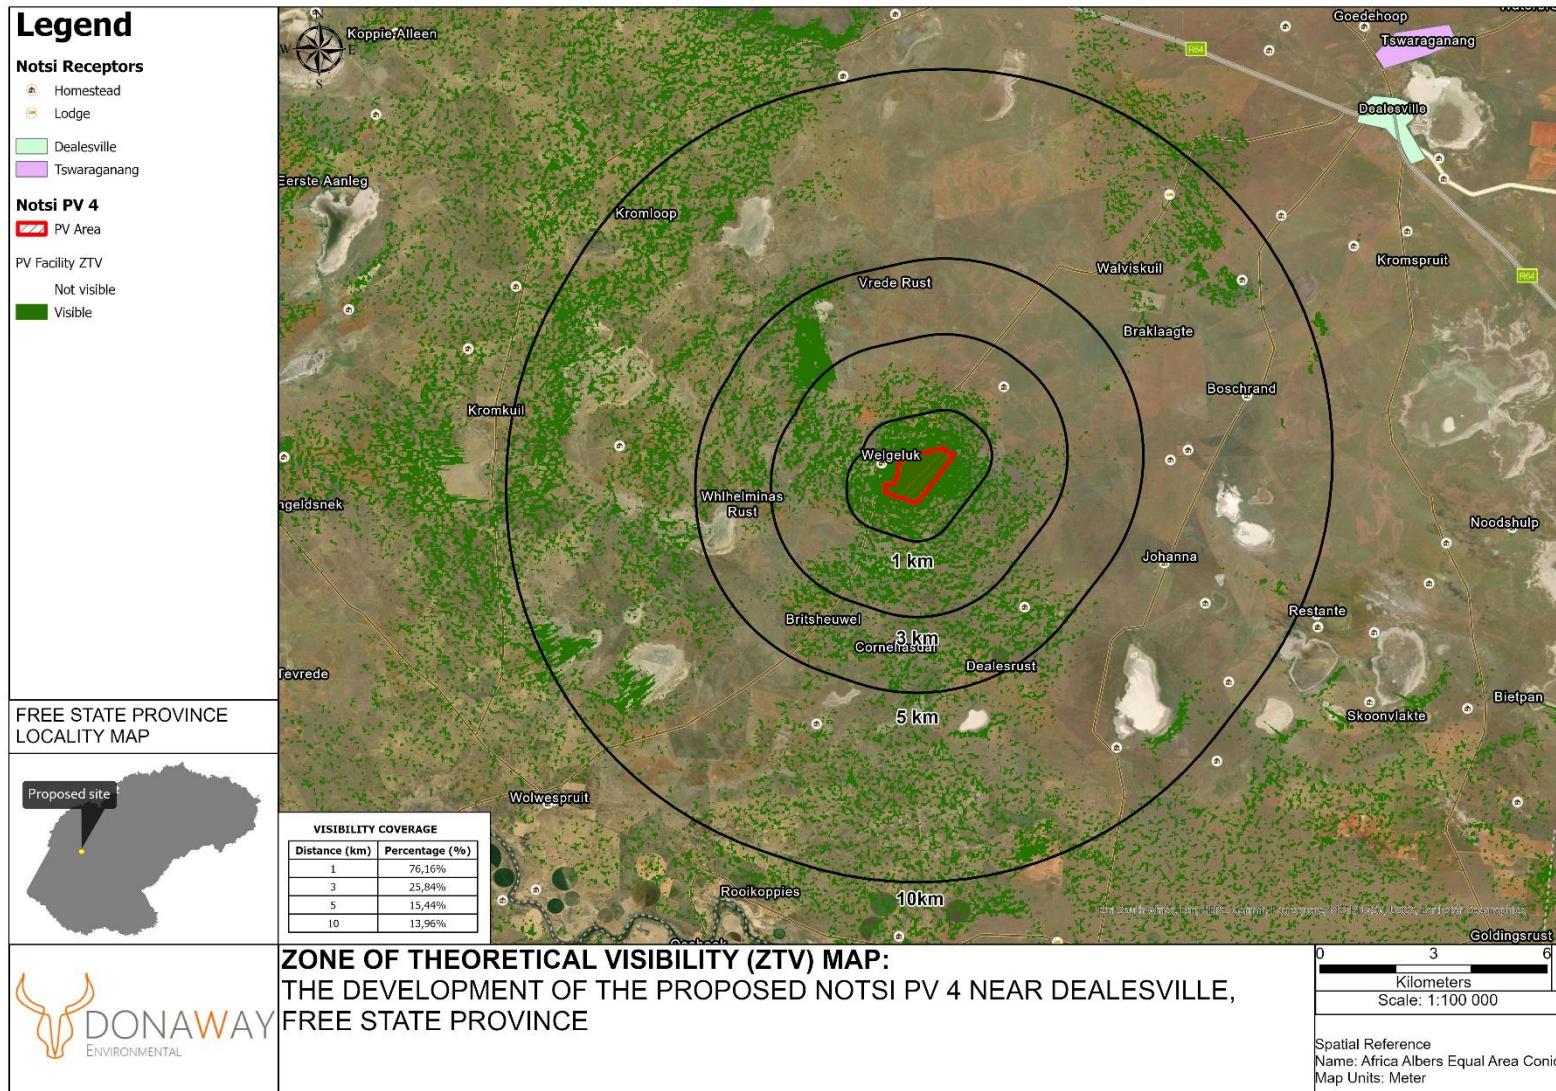 Legend
Notsi Receptors
Homestead
Lodge
Dealesville
Tswaraganang
Notsi PV 4
PV Area
PV Facility ZTV
Not visible
Visible
FREE STATE PROVINCE
LOCALITY MAP
Proposed site
N
W
E
S
Koppie-Alleen
Goedehoop
Tswaraganang
R64
Dealesville
Eerste Aanleg
Kromloop
Kromspruit
Walviskuil
R64
Vrede Rust
Braklaagte
Boschrand
Kromkuil
Welgeluk
Whlhelminas
Rust
ngeldsnek
Noodshulp
1 km
Johanna
Restante
Britsheuwel
3 km
Corneliasdal
Dealesrust
Tevrede
Bietpan
Skoonvlakte
5 km
Wolwespruit
Rooikoppies
10km
Goldingsrust
VISIBILITY COVERAGE
Distance (km) Percentage (%)
1 76,16%
3 25,84%
5 15,44%
10 13,96%
DONAWAY
ENVIRONMENTAL
ZONE OF THEORETICAL VISIBILITY (ZTV) MAP:
THE DEVELOPMENT OF THE PROPOSED NOTSI PV 4 NEAR DEALESVILLE,
FREE STATE PROVINCE
0 3 6
Kilometers
Scale: 1:100 000
Spatial Reference
Name: Africa Albers Equal Area Conic
Map Units: Meter